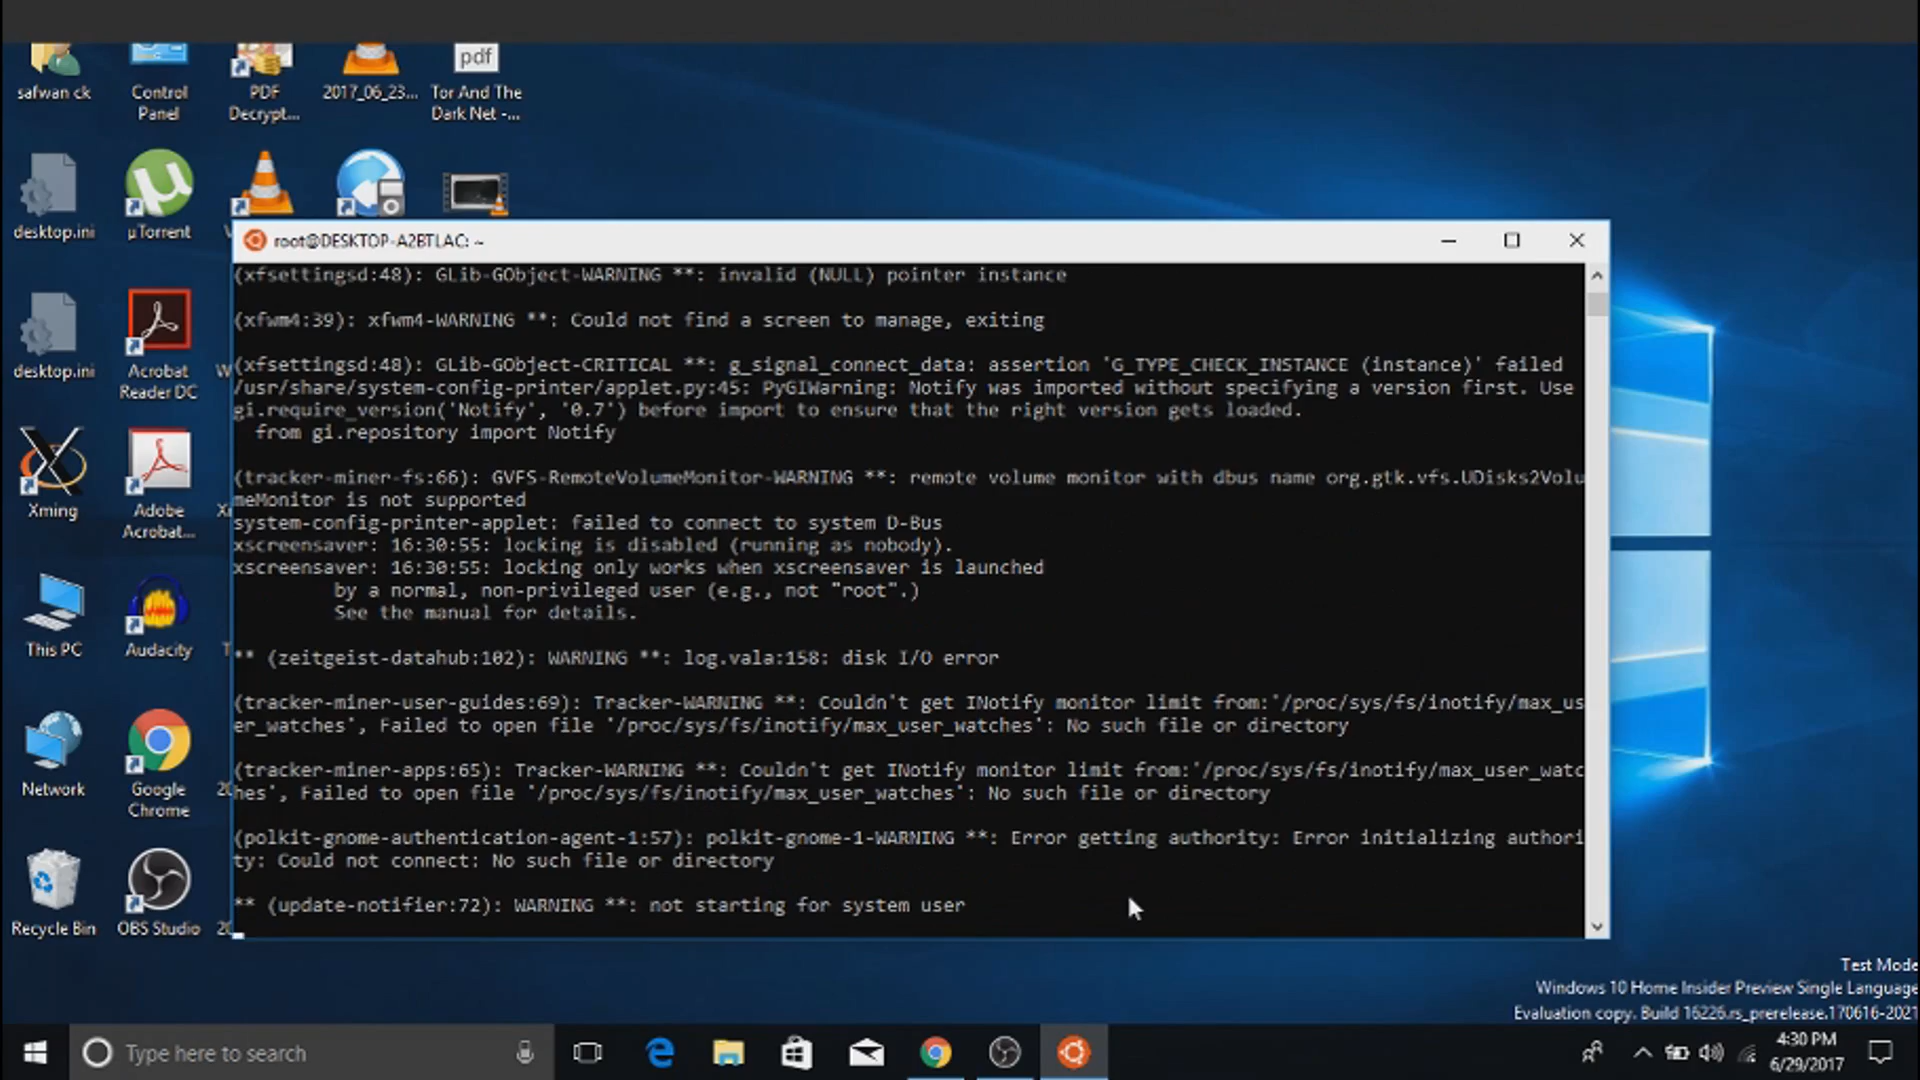 safwan ck
Control
Panel
PDF
Decrypt...
2017_06_23...
pdf
Tor And The
Dark Net -...
desktop.ini
µTorrent
desktop.ini
Acrobat
Reader DC
Xming
Adobe
Acrobat...
This PC
Audacity
Network
Google
Chrome
Recycle Bin
OBS Studio
root@DESKTOP-A2BTLAC: ~
(xfsettingsd:48): GLib-GObject-WARNING **: invalid (NULL) pointer instance
(xfwm4:39): xfwm4-WARNING **: Could not find a screen to manage, exiting
(xfsettingsd:48): GLib-GObject-CRITICAL **: g_signal_connect_data: assertion 'G_TYPE_CHECK_INSTANCE (instance)' failed
/usr/share/system-config-printer/applet.py:45: PyGIWarning: Notify was imported without specifying a version first. Use
gi.require_version('Notify', '0.7') before import to ensure that the right version gets loaded.
from gi.repository import Notify
(tracker-miner-fs:66): GVFS-RemoteVolumeMonitor-WARNING **: remote volume monitor with dbus name org.gtk.vfs.UDisks2Volu
meMonitor is not supported
system-config-printer-applet: failed to connect to system D-Bus
xscreensaver: 16:30:55: locking is disabled (running as nobody).
xscreensaver: 16:30:55: locking only works when xscreensaver is launched
by a normal, non-privileged user (e.g., not "root".)
See the manual for details.
** (zeitgeist-datahub:102): WARNING **: log.vala:158: disk I/O error
(tracker-miner-user-guides:69): Tracker-WARNING **: Couldn't get INotify monitor limit from:'/proc/sys/fs/inotify/max_us
er_watches', Failed to open file '/proc/sys/fs/inotify/max_user_watches': No such file or directory
(tracker-miner-apps:65): Tracker-WARNING **: Couldn't get INotify monitor limit from:'/proc/sys/fs/inotify/max_user_watc
hes', Failed to open file '/proc/sys/fs/inotify/max_user_watches': No such file or directory
(polkit-gnome-authentication-agent-1:57): polkit-gnome-1-WARNING **: Error getting authority: Error initializing authori
ty: Could not connect: No such file or directory
** (update-notifier:72): WARNING **: not starting for system user
Test Mode
Windows 10 Home Insider Preview Single Language
Evaluation copy. Build 16226.rs_prerelease.170616-2021
Type here to search
4:30 PM
6/29/2017